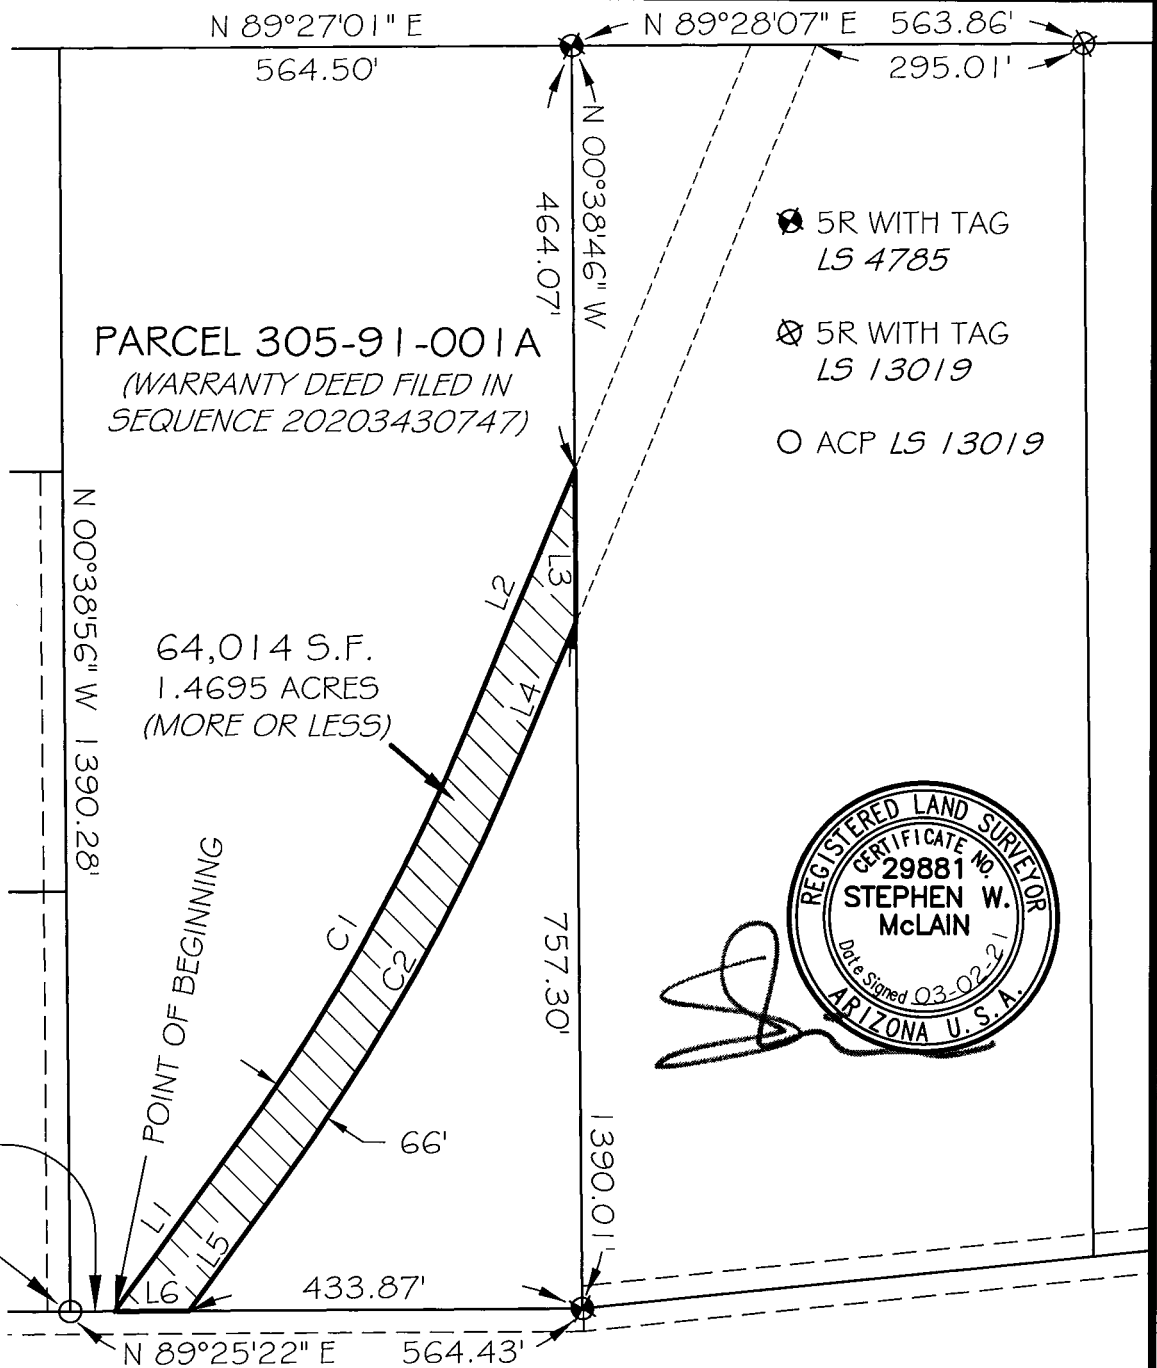 N 89°27'01" E
564.50'
N 89°28'07" E 563.86'
295.01'
N 00°38'46" W
464.07'
5R WITH TAG
LS 4785
5R WITH TAG
LS 13019
ACP LS 13019
PARCEL 305-91-001A
(WARRANTY DEED FILED IN
SEQUENCE 20203430747)
N 00°38'56" W 1390.28'
L2
L3
L4
64,014 S.F.
1.4695 ACRES
(MORE OR LESS)
POINT OF BEGINNING
C1
C2
757.30'
REGISTERED LAND SURVEYOR
CERTIFICATE NO.
29881
STEPHEN W.
McLAIN
Date Signed 03-02-21
ARIZONA U.S.A.
66'
1390.01'
L1
L5
L6
433.87'
N 89°25'22" E 564.43'